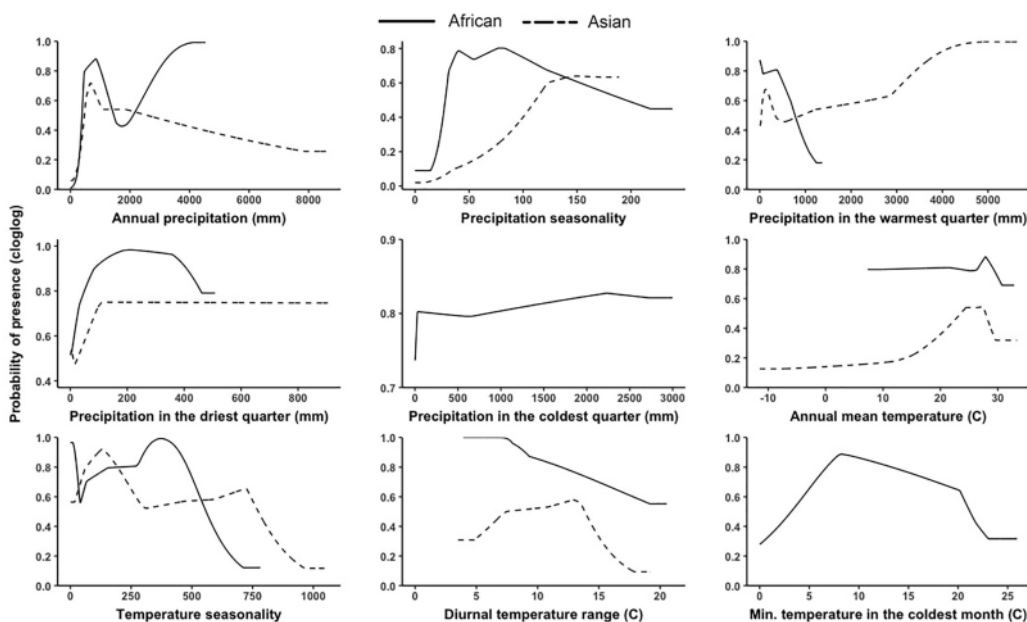 African Asian
1.0 0.8 0.6 0.4 0.2 0.0
0 2000 4000 6000 8000
Annual precipitation (mm)
0.8 0.6 0.4 0.2 0.0
0 50 100 150 200
Precipitation seasonality
1.0 0.8 0.6 0.4 0.2 0.0
0 1000 2000 3000 4000 5000
Precipitation in the warmest quarter (mm)
Probability of presence (cloglog)
1.0 0.8 0.6 0.4
0 200 400 600 800
Precipitation in the driest quarter (mm)
0.9 0.8 0.7
0 500 1000 1500 2000 2500 3000
Precipitation in the coldest quarter (mm)
1.0 0.8 0.6 0.4 0.2 0.0
-10 0 10 20 30
Annual mean temperature (C)
1.0 0.8 0.6 0.4 0.2 0.0
0 250 500 750 1000
Temperature seasonality
1.0 0.8 0.6 0.4 0.2 0.0
0 5 10 15 20
Diurnal temperature range (C)
1.0 0.8 0.6 0.4 0.2 0.0
0 5 10 15 20 25
Min. temperature in the coldest month (C)